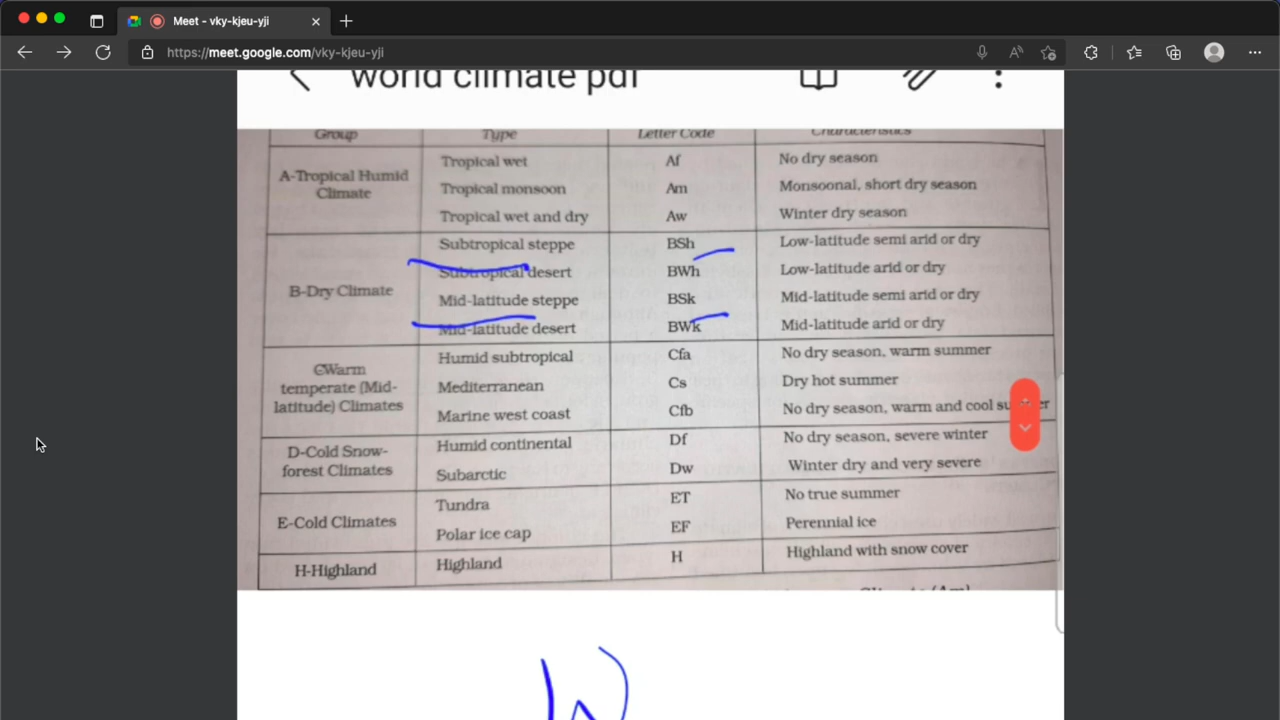 Meet - vky-kjeu-yji
https://meet.google.com/vky-kjeu-yji
world climate pdf
Group Type Letter Code Characteristics
A-Tropical Humid Climate
Tropical wet Af No dry season
Tropical monsoon Am Monsoonal, short dry season
Tropical wet and dry Aw Winter dry season
B-Dry Climate
Subtropical steppe BSh Low-latitude semi arid or dry
Subtropical desert BWh Low-latitude arid or dry
Mid-latitude steppe BSk Mid-latitude semi arid or dry
Mid-latitude desert BWk Mid-latitude arid or dry
CWarm
temperate (Mid-
latitude) Climates
Humid subtropical Cfa No dry season, warm summer
Mediterranean Cs Dry hot summer
Marine west coast Cfb No dry season, warm and cool summer
D-Cold Snow-
forest Climates
Humid continental Df No dry season, severe winter
Subarctic Dw Winter dry and very severe
E-Cold Climates
Tundra ET No true summer
Polar ice cap EF Perennial ice
H-Highland Highland H Highland with snow cover